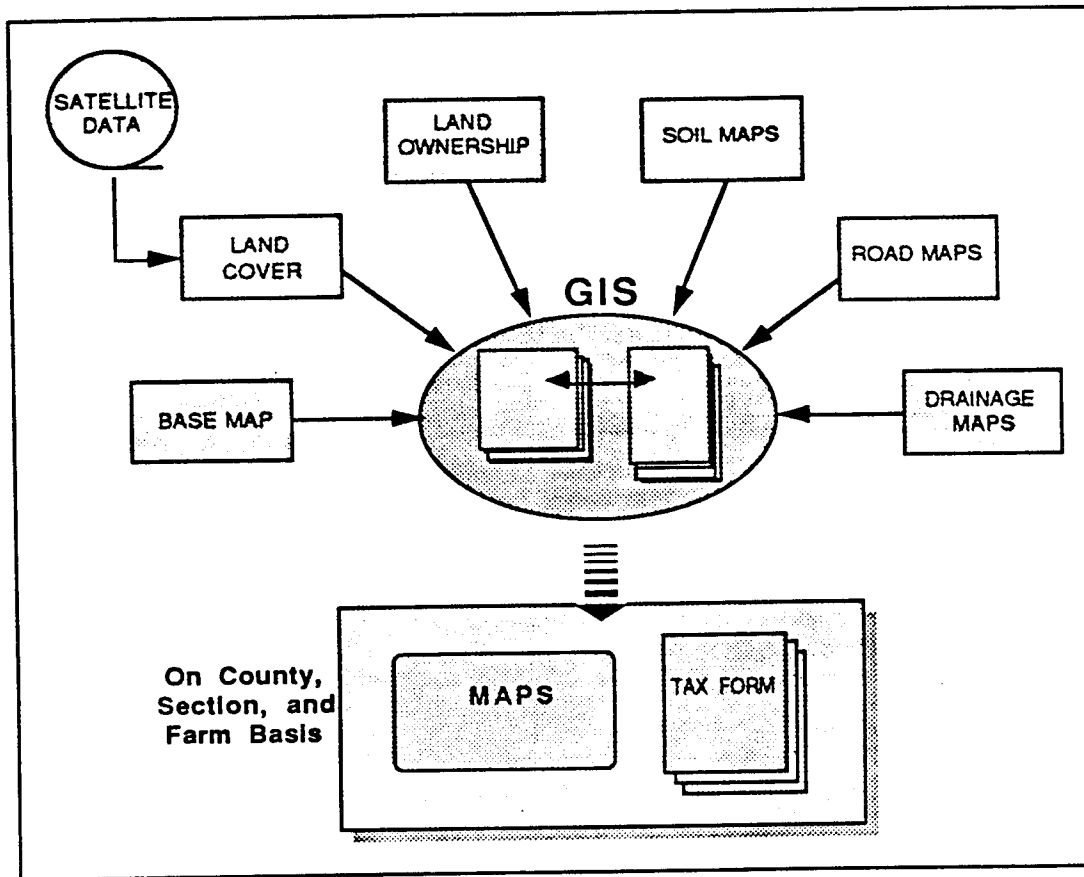 SATELLITE
DATA
LAND
OWNERSHIP
SOIL MAPS
LAND
COVER
ROAD MAPS
GIS
BASE MAP
DRAINAGE
MAPS
On County,
Section, and
Farm Basis
MAPS
TAX FORM